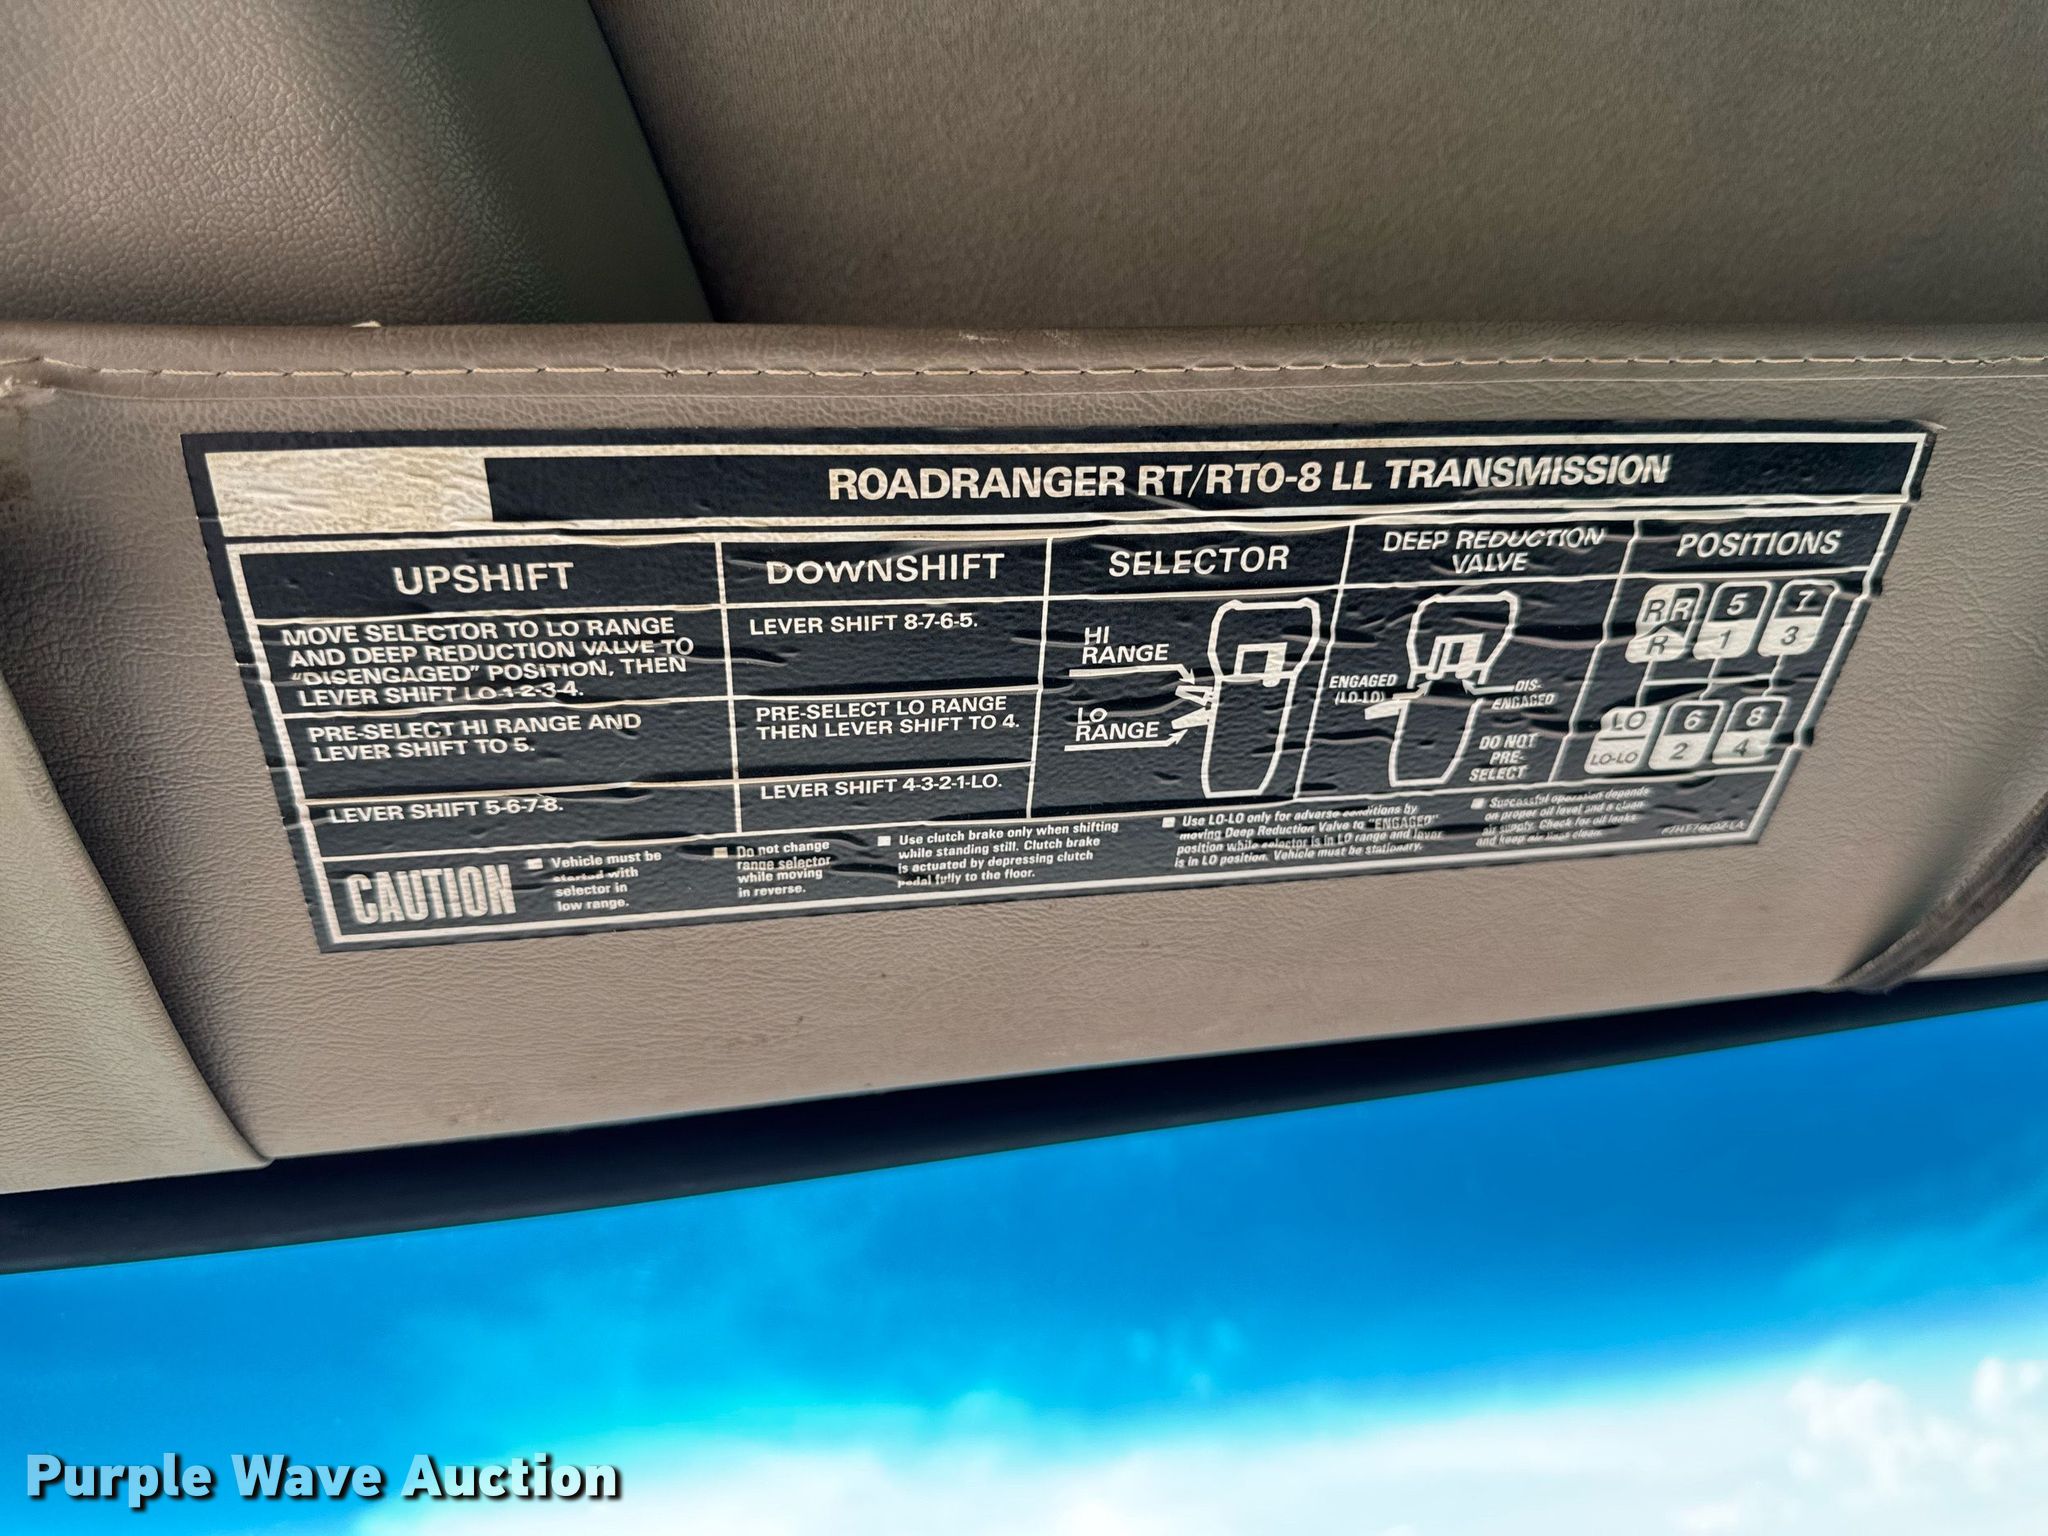 ROADRANGER RT/RTO-8 LL TRANSMISSION
UPSHIFT
MOVE SELECTOR TO LO RANGE
AND DEEP REDUCTION VALVE TO
"DISENGAGED" POSITION, THEN
LEVER SHIFT LO-1-2-3-4.
PRE-SELECT HI RANGE AND
LEVER SHIFT TO 5.
LEVER SHIFT 5-6-7-8.
DOWNSHIFT
LEVER SHIFT 8-7-6-5.
PRE-SELECT LO RANGE
THEN LEVER SHIFT TO 4.
LEVER SHIFT 4-3-2-1-LO.
SELECTOR
HI
RANGE
LO
RANGE
DEEP REDUCTION
VALVE
ENGAGED
(LO-LO)
DIS-
ENGAGED
DO NOT
PRE-
SELECT
POSITIONS
R R 5 7
R 1 3
LO 6 8
LO-LO 2 4
CAUTION
Vehicle must be
started with
selector in
low range.
Do not change
range selector
while moving
in reverse.
Use clutch brake only when shifting
while standing still. Clutch brake
is actuated by depressing clutch
pedal fully to the floor.
Use LO-LO only for adverse conditions by
moving Deep Reduction Valve to "ENGAGED"
position while selector is in LO range and lever
is in LO position. Vehicle must be stationary.
Successful operation depends
on proper oil level and a clean
air supply. Check for oil leaks
and keep air lines clean.
Purple Wave Auction